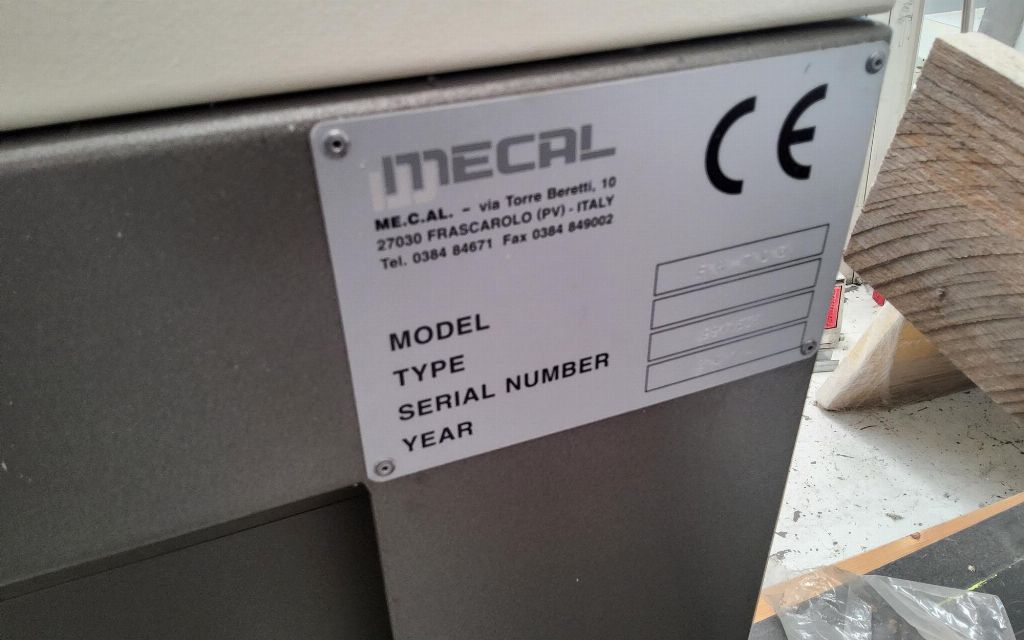 MECAL
CE
ME.C.AL. - via Torre Beretti, 10
27030 FRASCAROLO (PV) - ITALY
Tel. 0384 84671 Fax 0384 849002
MODEL
TYPE
SERIAL NUMBER
YEAR